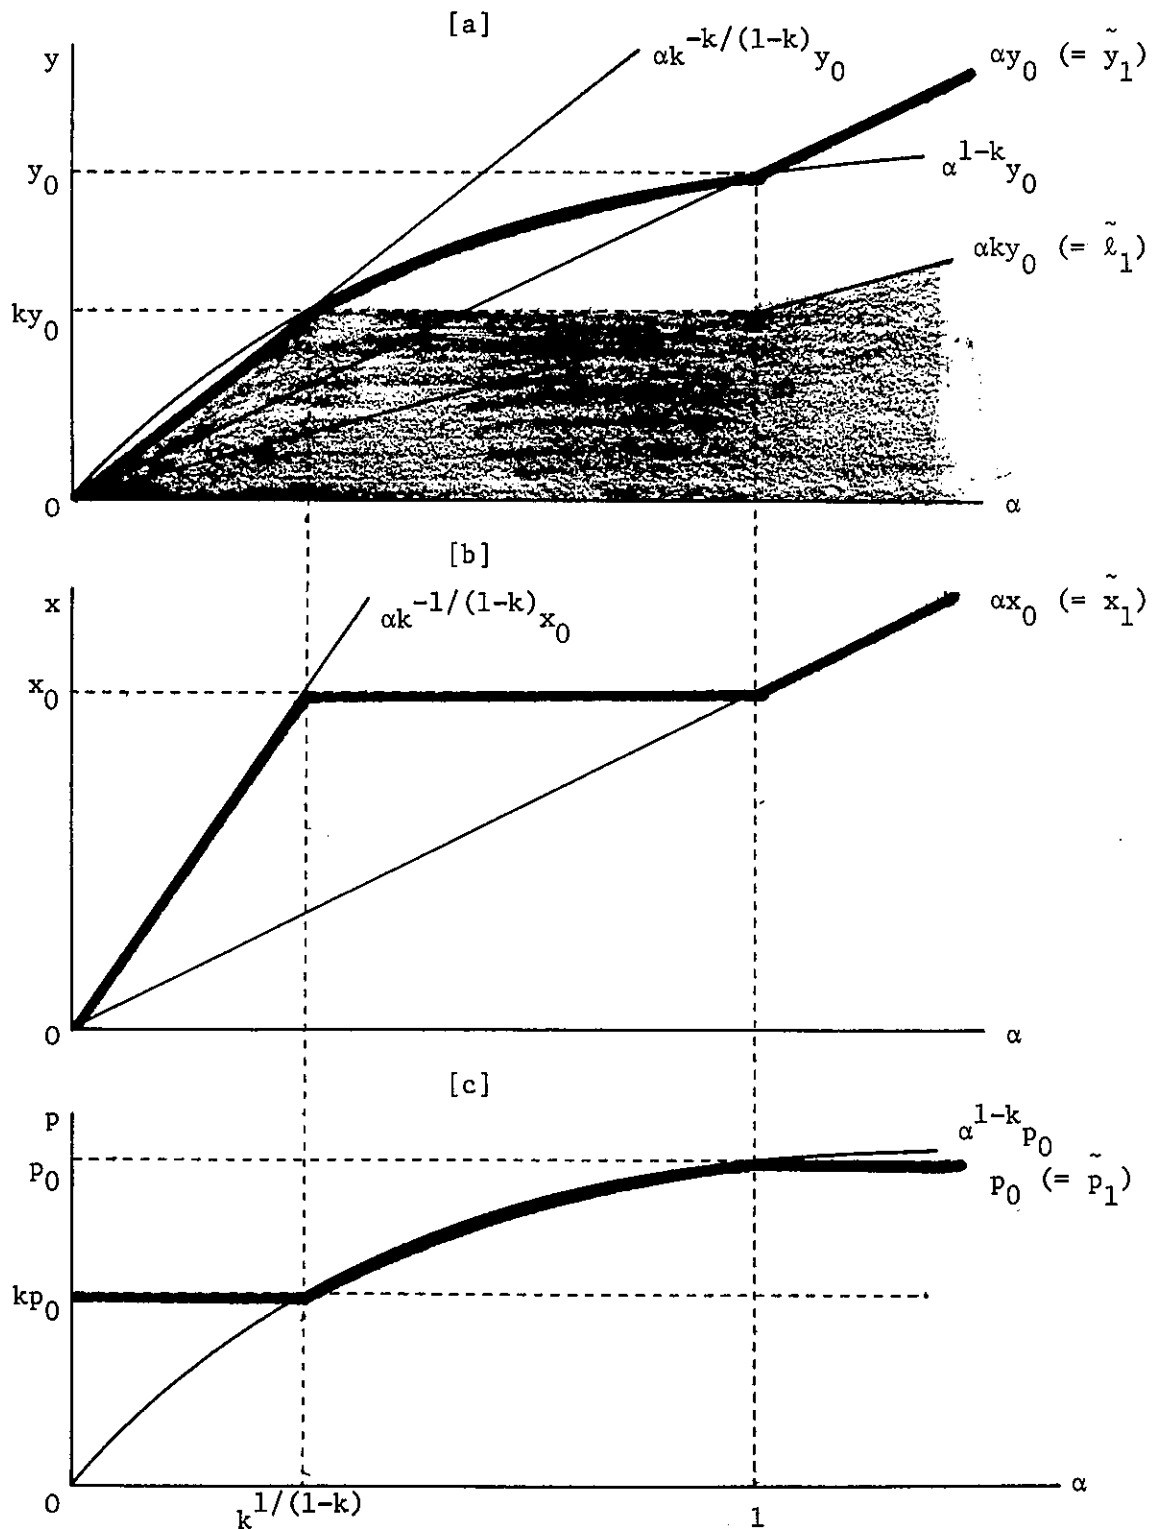 [a]
y
αk^{-k/(1-k)}y_0
αy_0 (= ỹ_1)
y_0
α^{1-k}y_0
αky_0 (= ℓ̃_1)
ky_0
0
α
[b]
x
αk^{-1/(1-k)}x_0
αx_0 (= x̃_1)
x_0
0
α
[c]
p
α^{1-k}p_0
p_0
p_0 (= p̃_1)
kp_0
0
k^{1/(1-k)}
1
α